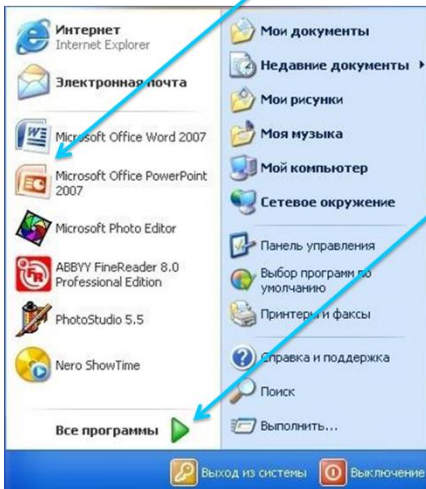 Интернет
Internet Explorer
Электронная почта
Microsoft Office Word 2007
Microsoft Office PowerPoint
2007
Microsoft Photo Editor
ABBYY FineReader 8.0
Professional Edition
PhotoStudio 5.5
Nero ShowTime
Все программы
Мои документы
Недавние документы
Мои рисунки
Моя музыка
Мой компьютер
Сетевое окружение
Панель управления
Выбор программ по
умолчанию
Принтеры и факсы
Справка и поддержка
Поиск
Выполнить...
Выход из системы
Выключение